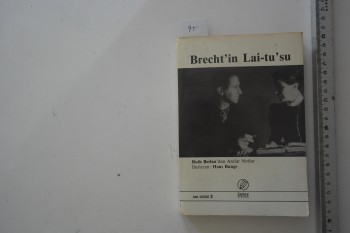 Brecht'in Lai-tu'su
Ruth Berlau'dan Anılar Notlar
Derleyen: Hans Bunge